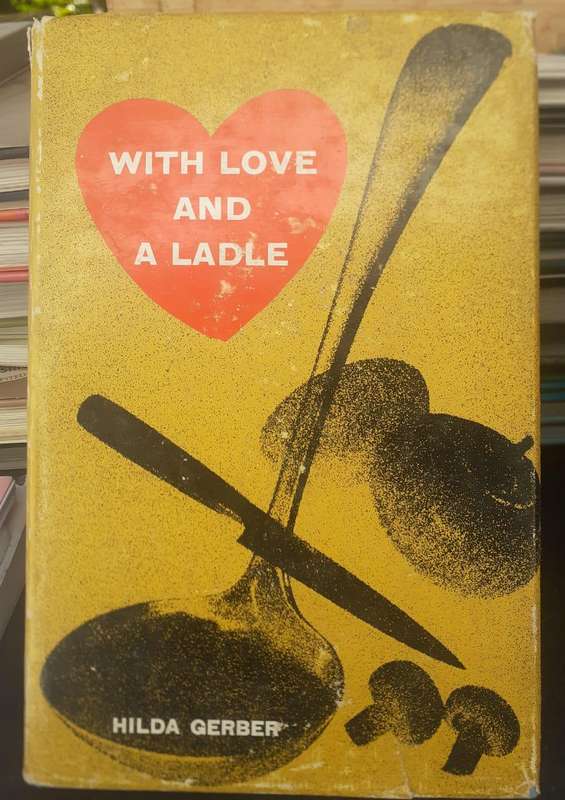 WITH LOVE
AND
A LADLE
HILDA GERBER